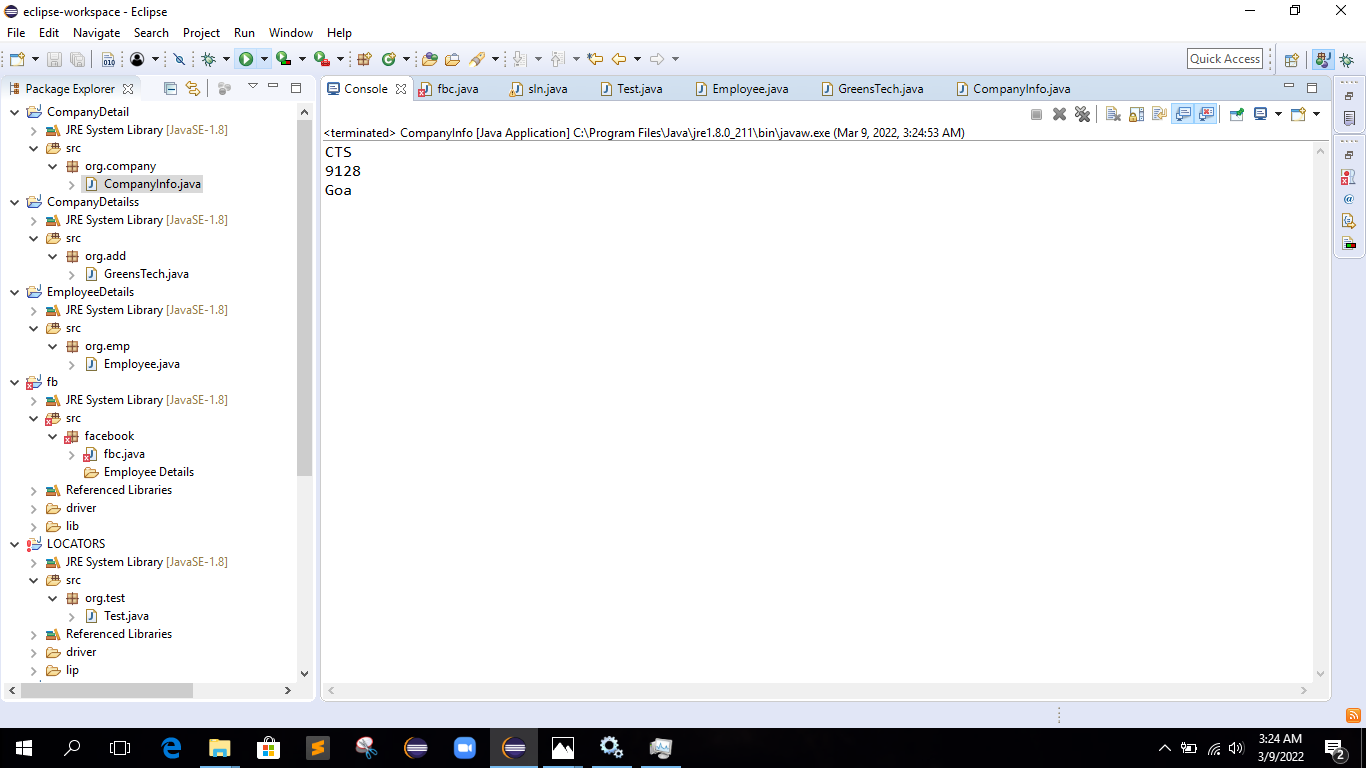 eclipse-workspace - Eclipse
File Edit Navigate Search Project Run Window Help
Quick Access
Package Explorer
CompanyDetail
JRE System Library [JavaSE-1.8]
src
org.company
CompanyInfo.java
CompanyDetailss
JRE System Library [JavaSE-1.8]
src
org.add
GreensTech.java
EmployeeDetails
JRE System Library [JavaSE-1.8]
src
org.emp
Employee.java
fb
JRE System Library [JavaSE-1.8]
src
facebook
fbc.java
Employee Details
Referenced Libraries
driver
lib
LOCATORS
JRE System Library [JavaSE-1.8]
src
org.test
Test.java
Referenced Libraries
driver
lip
Console fbc.java sln.java Test.java Employee.java GreensTech.java CompanyInfo.java
<terminated> CompanyInfo [Java Application] C:\Program Files\Java\jre1.8.0_211\bin\javaw.exe (Mar 9, 2022, 3:24:53 AM)
CTS
9128
Goa
3:24 AM
3/9/2022
2